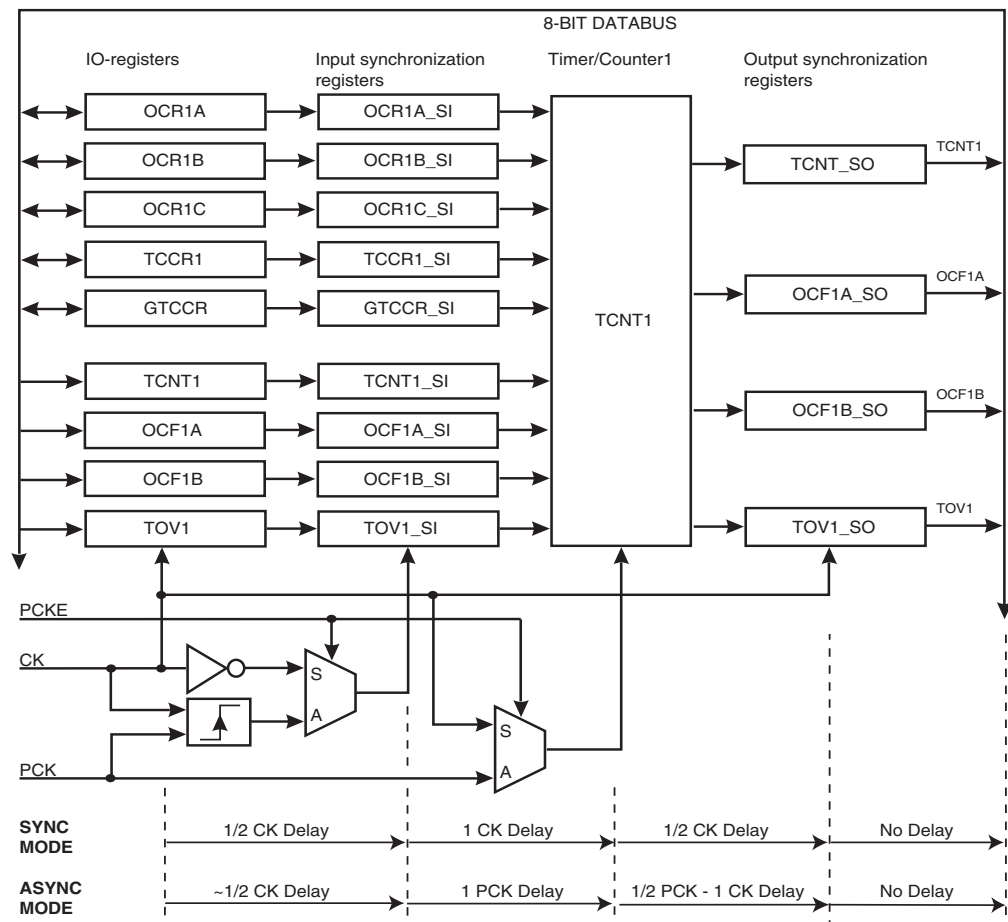 8-BIT DATABUS
IO-registers
Input synchronization
registers
Timer/Counter1
Output synchronization
registers
OCR1A
OCR1A_SI
OCR1B
OCR1B_SI
TCNT_SO
TCNT1
OCR1C
OCR1C_SI
TCCR1
TCCR1_SI
OCF1A_SO
OCF1A
GTCCR
GTCCR_SI
TCNT1
TCNT1
TCNT1_SI
OCF1B_SO
OCF1B
OCF1A
OCF1A_SI
OCF1B
OCF1B_SI
TOV1
TOV1_SI
TOV1_SO
TOV1
PCKE
CK
S
A
S
A
PCK
SYNC
MODE
1/2 CK Delay
1 CK Delay
1/2 CK Delay
No Delay
ASYNC
MODE
~1/2 CK Delay
1 PCK Delay
1/2 PCK - 1 CK Delay
No Delay